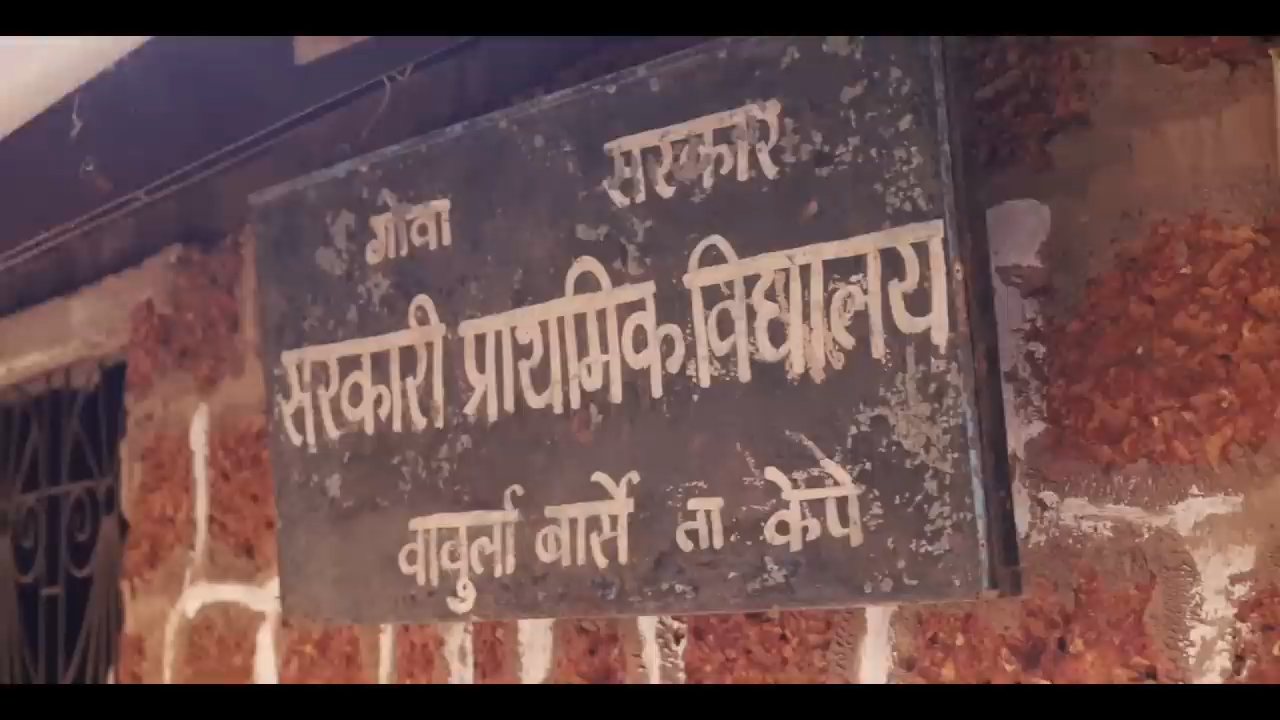 गोवा सरकार
सरकारी प्राथमिक विद्यालय
वावुर्ला बार्से ता केपे